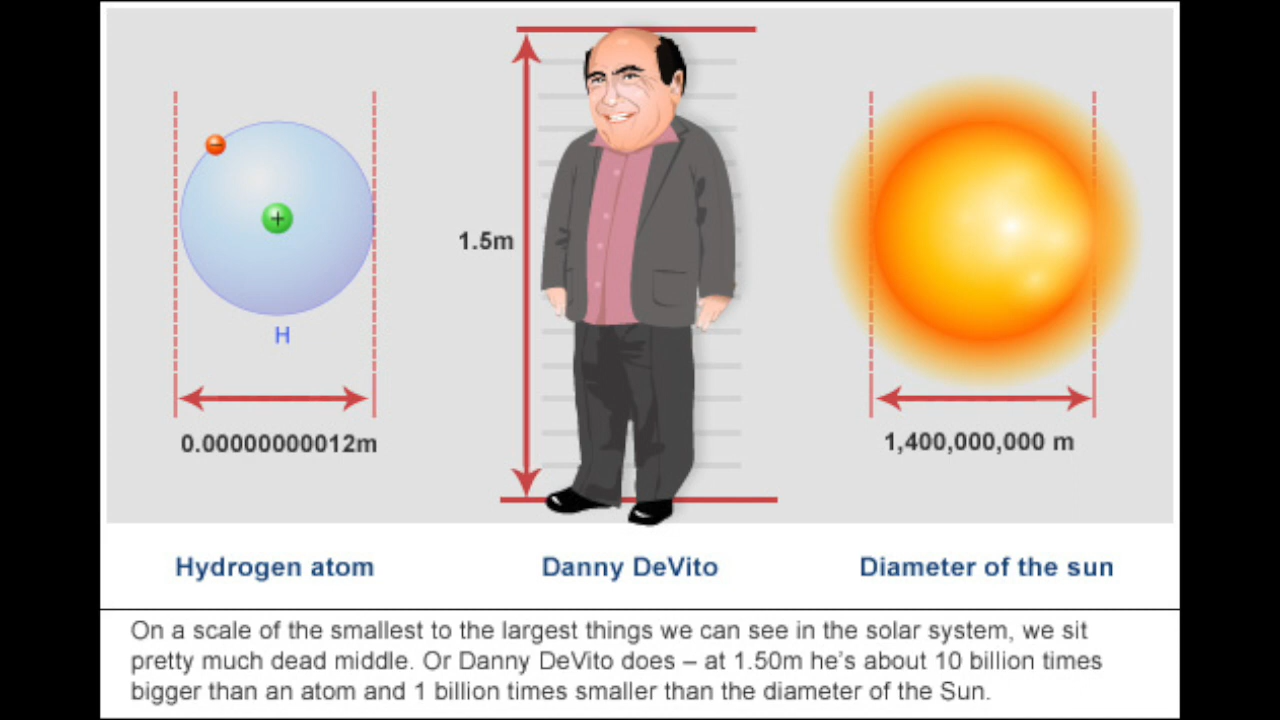 1.5m
H
0.00000000012m
1,400,000,000 m
Hydrogen atom
Danny DeVito
Diameter of the sun
On a scale of the smallest to the largest things we can see in the solar system, we sit
pretty much dead middle. Or Danny DeVito does – at 1.50m he's about 10 billion times
bigger than an atom and 1 billion times smaller than the diameter of the Sun.